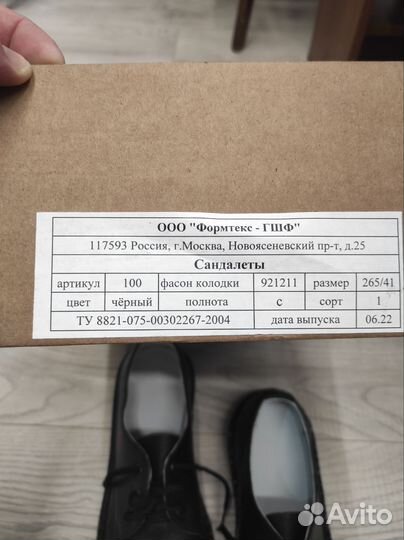 ООО "Формтекс - ГШФ"
117593 Россия, г.Москва, Новоясеневский пр-т, д.25
Сандалеты
артикул 100 фасон колодки 921211 размер 265/41
цвет чёрный полнота с сорт 1
ТУ 8821-075-00302267-2004 дата выпуска 06.22
Avito